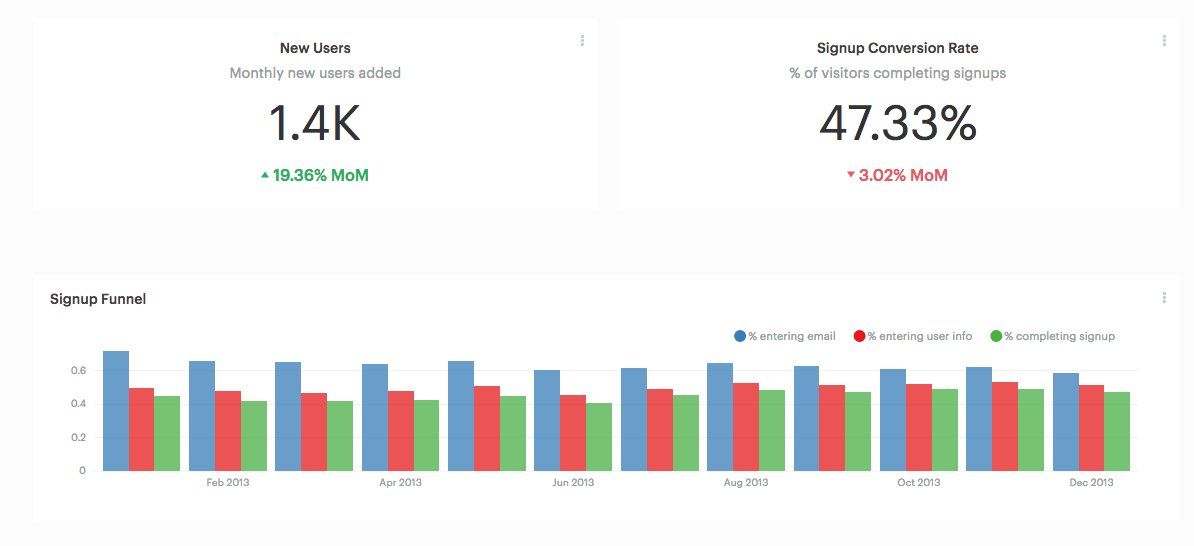 New Users
Monthly new users added
1.4K
19.36% MoM
Signup Conversion Rate
% of visitors completing signups
47.33%
3.02% MoM
Signup Funnel
% entering email % entering user info % completing signup
0.6
0.4
0.2
0
Feb 2013 Apr 2013 Jun 2013 Aug 2013 Oct 2013 Dec 2013